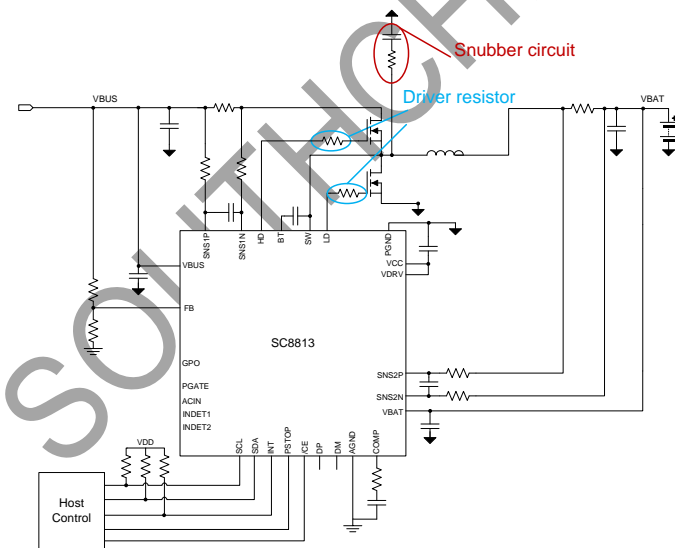 SOUTHCH
Snubber circuit
Driver resistor
VBUS
VBAT
SNS1P
SNS1N
HD
BT
SW
LD
PGND
VBUS
VCC
VDRV
FB
SC8813
GPO
PGATE
ACIN
INDET1
INDET2
SNS2P
SNS2N
VBAT
SCL
SDA
INT
PSTOP
/CE
DP
DM
AGND
COMP
VDD
Host
Control